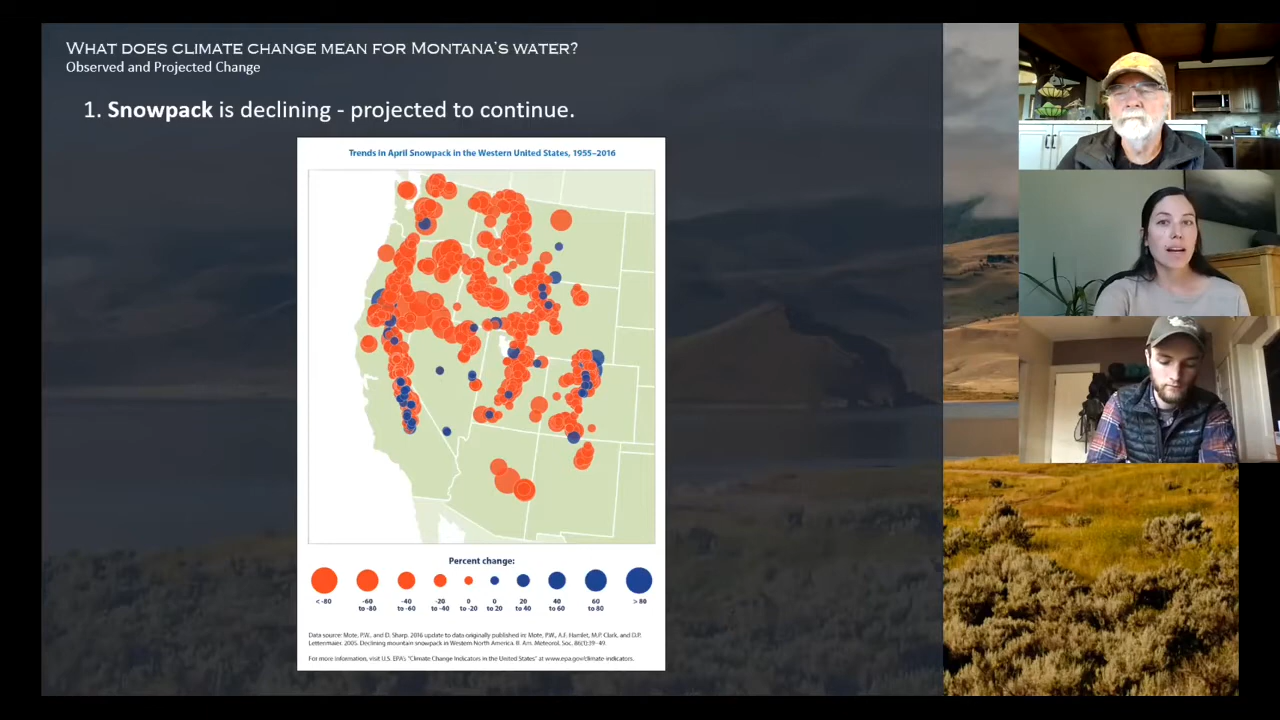 WHAT DOES CLIMATE CHANGE MEAN FOR MONTANA'S WATER?
Observed and Projected Change
1. Snowpack is declining - projected to continue.
Trends in April Snowpack in the Western United States, 1955–2016
Percent change:
< -80
-60 to -80
-40 to -60
-20 to -40
0 to -20
0 to 20
20 to 40
40 to 60
60 to 80
> 80
Data source: Mote, P.W., and D. Sharp. 2016 update to data originally published in: Mote, P.W., A.F. Hamlet, M.P. Clark, and D.P.
Lettenmaier. 2005. Declining mountain snowpack in Western North America. B. Am. Meteorol. Soc. 86(1):39–49.
For more information, visit U.S. EPA's "Climate Change Indicators in the United States" at www.epa.gov/climate-indicators.